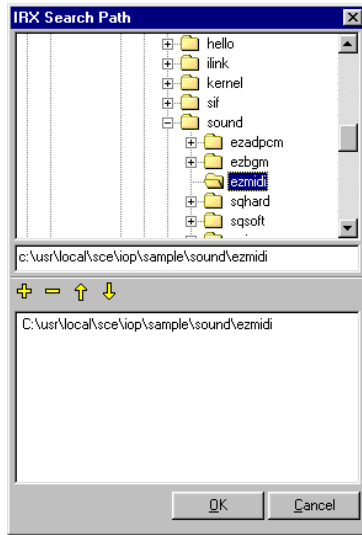 IRX Search Path
hello
ilink
kernel
sif
sound
ezadpcm
ezbgm
ezmidi
sqhard
sqsoft
c:\usr\local\sce\iop\sample\sound\ezmidi
C:\usr\local\sce\iop\sample\sound\ezmidi
OK
Cancel